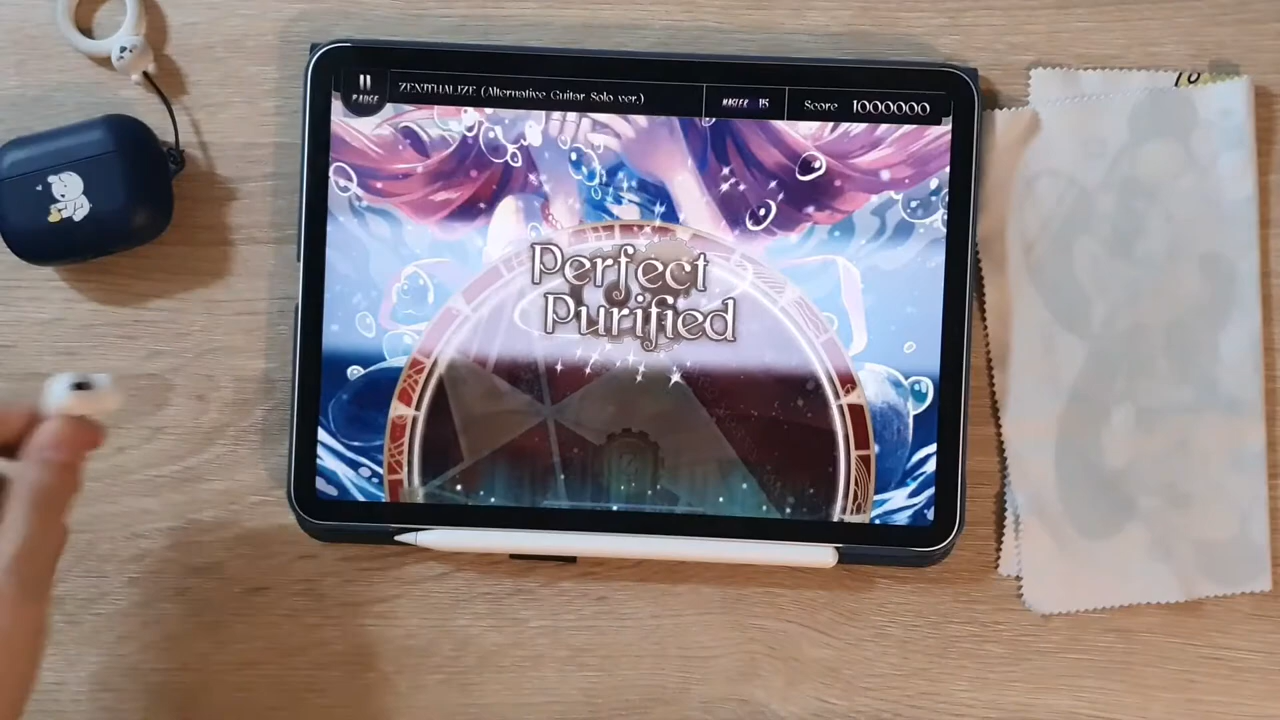 PAUSE
ZENITHALIZE (Alternative Guitar Solo ver.)
MASTER 15
Score 1000000
Perfect
Purified